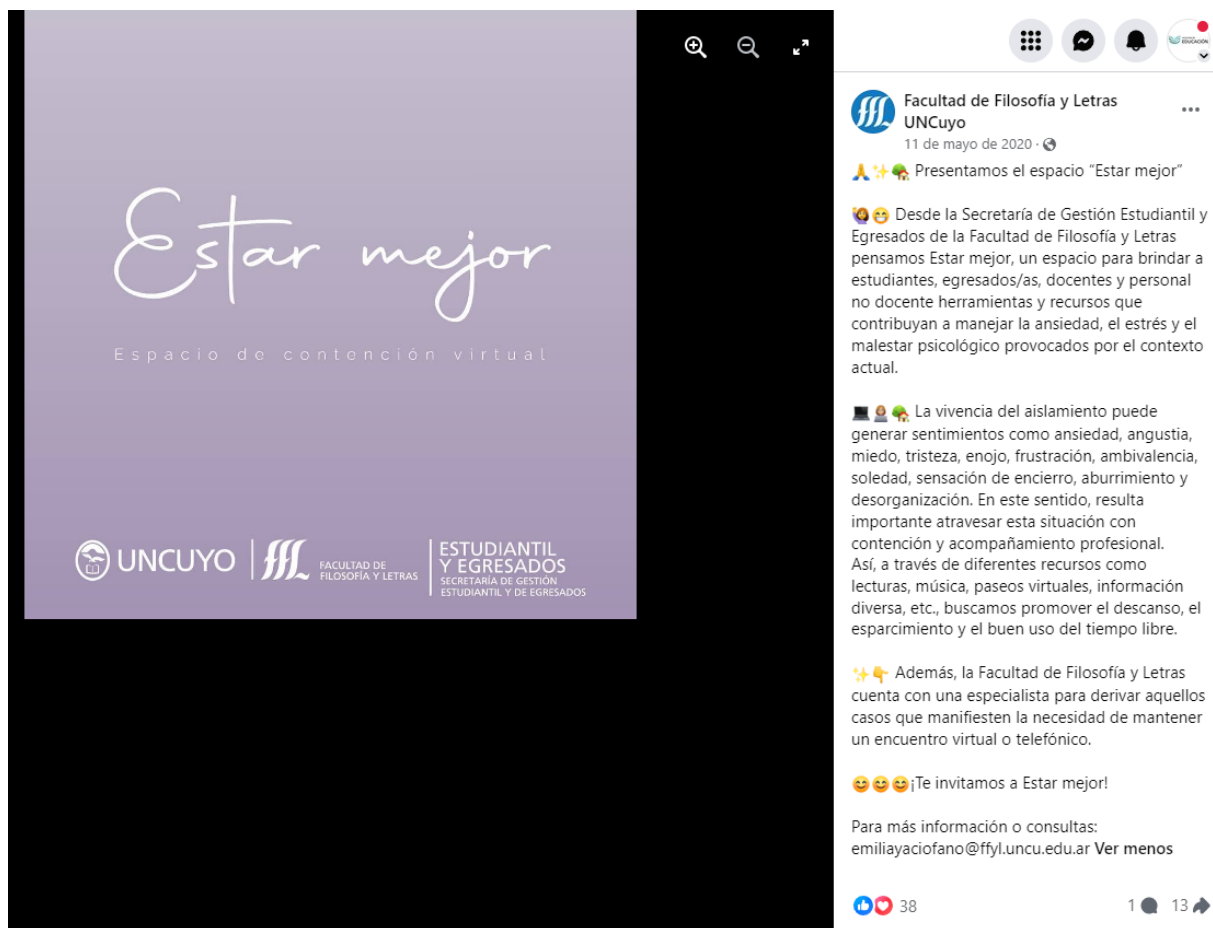 Estar mejor
Espacio de contención virtual
UNCUYO
FACULTAD DE
FILOSOFÍA Y LETRAS
ESTUDIANTIL
Y EGRESADOS
SECRETARÍA DE GESTIÓN
ESTUDIANTIL Y DE EGRESADOS
EDUCACIÓN
Facultad de Filosofía y Letras
UNCuyo
11 de mayo de 2020 ·
🙏✨🏡 Presentamos el espacio “Estar mejor”
🙋😁 Desde la Secretaría de Gestión Estudiantil y
Egresados de la Facultad de Filosofía y Letras
pensamos Estar mejor, un espacio para brindar a
estudiantes, egresados/as, docentes y personal
no docente herramientas y recursos que
contribuyan a manejar la ansiedad, el estrés y el
malestar psicológico provocados por el contexto
actual.
💻👩🏡 La vivencia del aislamiento puede
generar sentimientos como ansiedad, angustia,
miedo, tristeza, enojo, frustración, ambivalencia,
soledad, sensación de encierro, aburrimiento y
desorganización. En este sentido, resulta
importante atravesar esta situación con
contención y acompañamiento profesional.
Así, a través de diferentes recursos como
lecturas, música, paseos virtuales, información
diversa, etc., buscamos promover el descanso, el
esparcimiento y el buen uso del tiempo libre.
✨👇 Además, la Facultad de Filosofía y Letras
cuenta con una especialista para derivar aquellos
casos que manifiesten la necesidad de mantener
un encuentro virtual o telefónico.
😊😊😊¡Te invitamos a Estar mejor!
Para más información o consultas:
emiliayaciofano@ffyl.uncu.edu.ar Ver menos
38
1
13